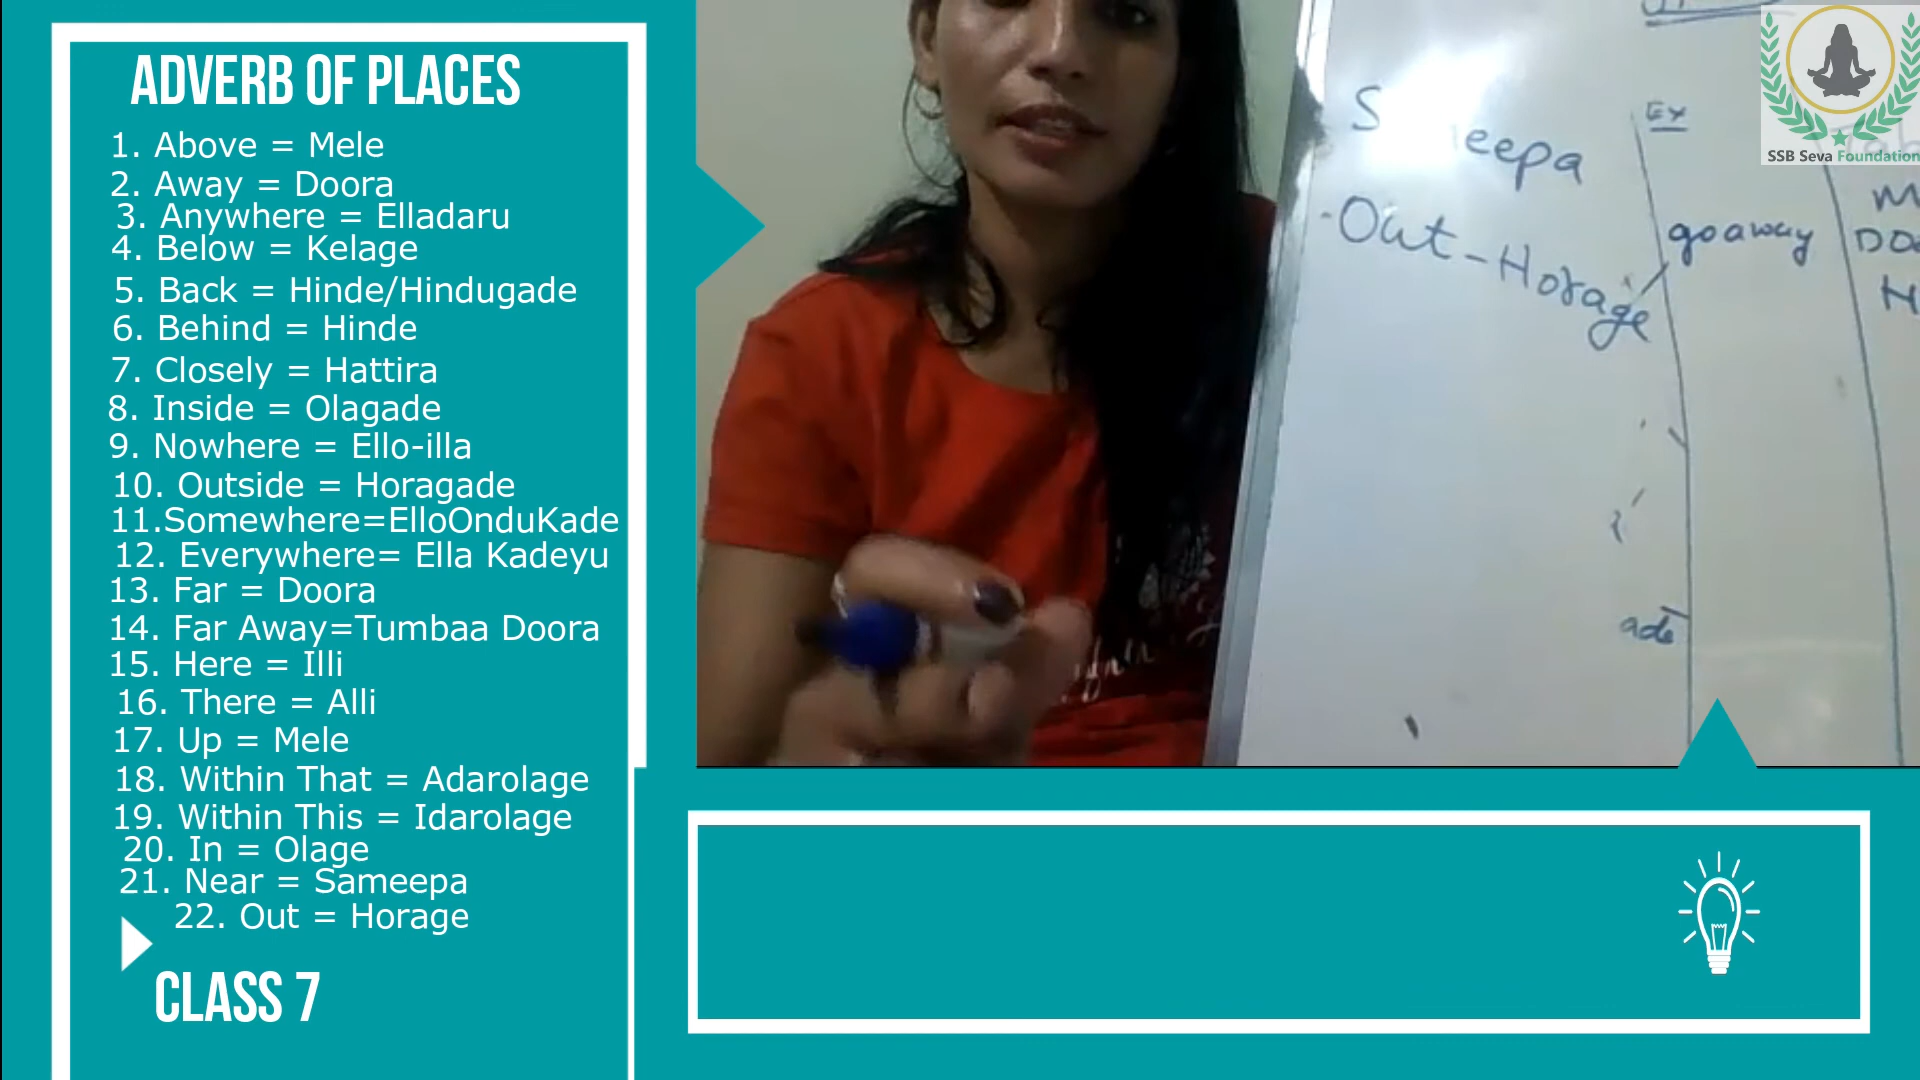 ADVERB OF PLACES
1. Above = Mele
2. Away = Doora
3. Anywhere = Elladaru
4. Below = Kelage
5. Back = Hinde/Hindugade
6. Behind = Hinde
7. Closely = Hattira
8. Inside = Olagade
9. Nowhere = Ello-illa
10. Outside = Horagade
11.Somewhere=ElloOnduKade
12. Everywhere= Ella Kadeyu
13. Far = Doora
14. Far Away=Tumbaa Doora
15. Here = Illi
16. There = Alli
17. Up = Mele
18. Within That = Adarolage
19. Within This = Idarolage
20. In = Olage
21. Near = Sameepa
22. Out = Horage
CLASS 7
S eepa
-Out-Horage
Ex
go away
ade
SSB Seva Foundation